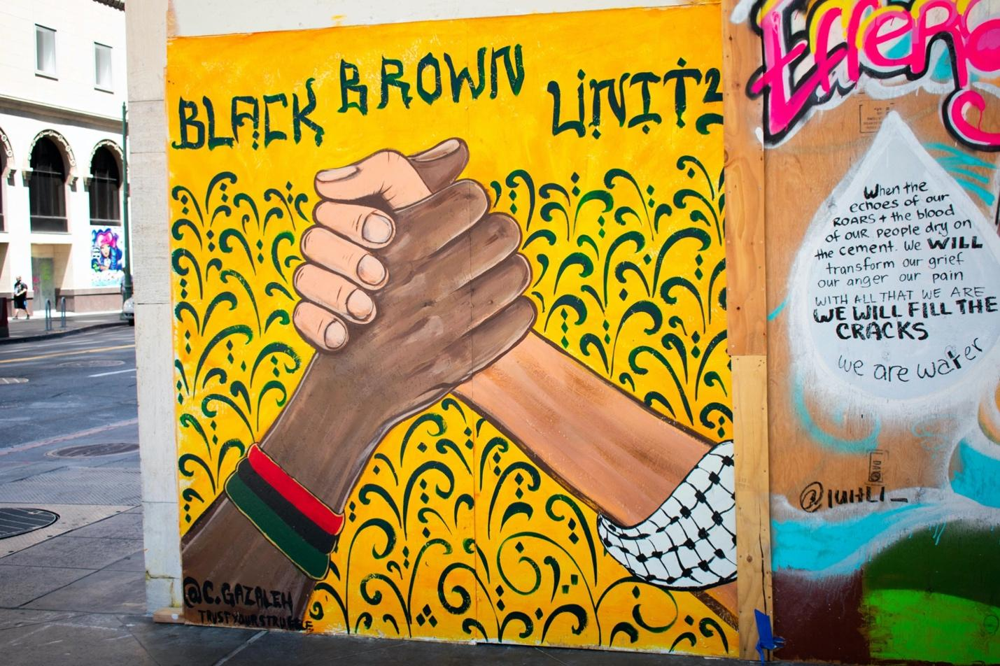 BLACK BROWN UNITY
@C.GAZALEH
TRUST YOUR STRUGGLE
When the
echoes of our
ROARS + the blood
of our people dry on
the cement. We WILL
transform our grief
our anger our pain
WITH ALL THAT WE ARE
WE WILL FILL THE
CRACKS
we are water
@IUHLI_